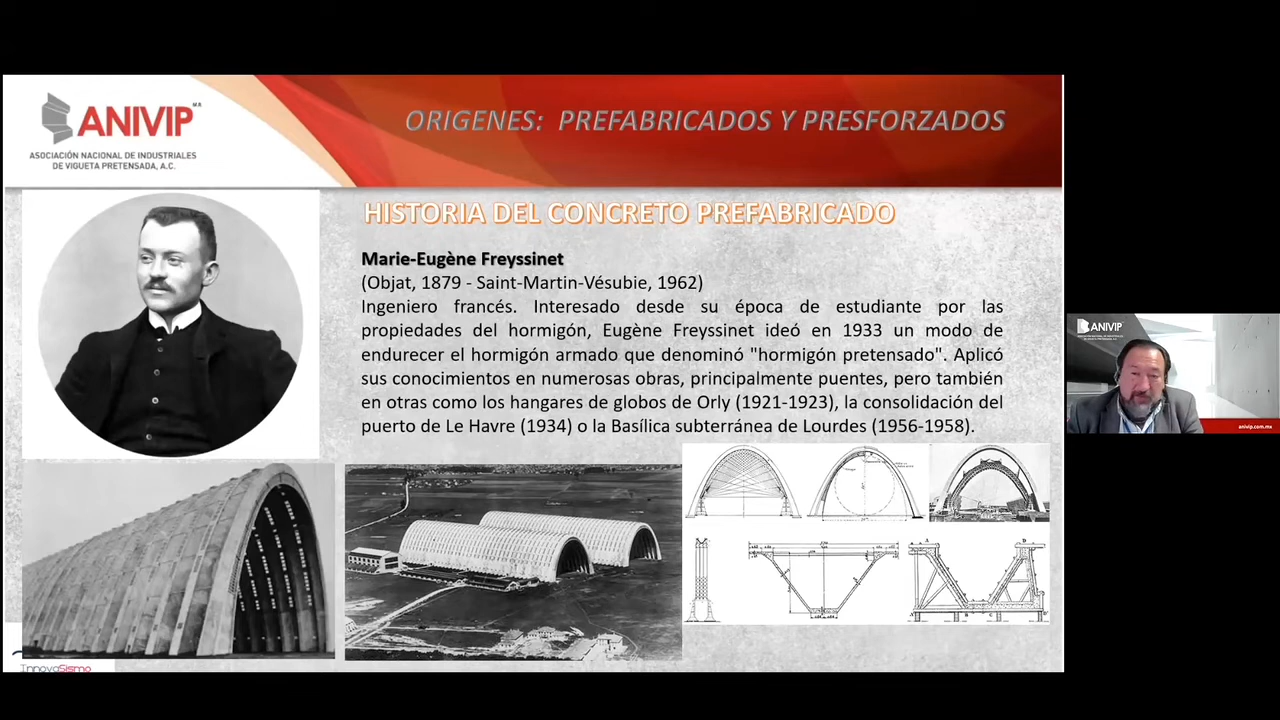 ANIVIP
M.R
ASOCIACIÓN NACIONAL DE INDUSTRIALES
DE VIGUETA PRETENSADA, A.C.
ORIGENES: PREFABRICADOS Y PRESFORZADOS
HISTORIA DEL CONCRETO PREFABRICADO
Marie-Eugène Freyssinet
(Objat, 1879 - Saint-Martin-Vésubie, 1962)
Ingeniero francés. Interesado desde su época de estudiante por las
propiedades del hormigón, Eugène Freyssinet ideó en 1933 un modo de
endurecer el hormigón armado que denominó "hormigón pretensado". Aplicó
sus conocimientos en numerosas obras, principalmente puentes, pero también
en otras como los hangares de globos de Orly (1921-1923), la consolidación del
puerto de Le Havre (1934) o la Basílica subterránea de Lourdes (1956-1958).
InnovaSismo
ANIVIP
anivip.com.mx